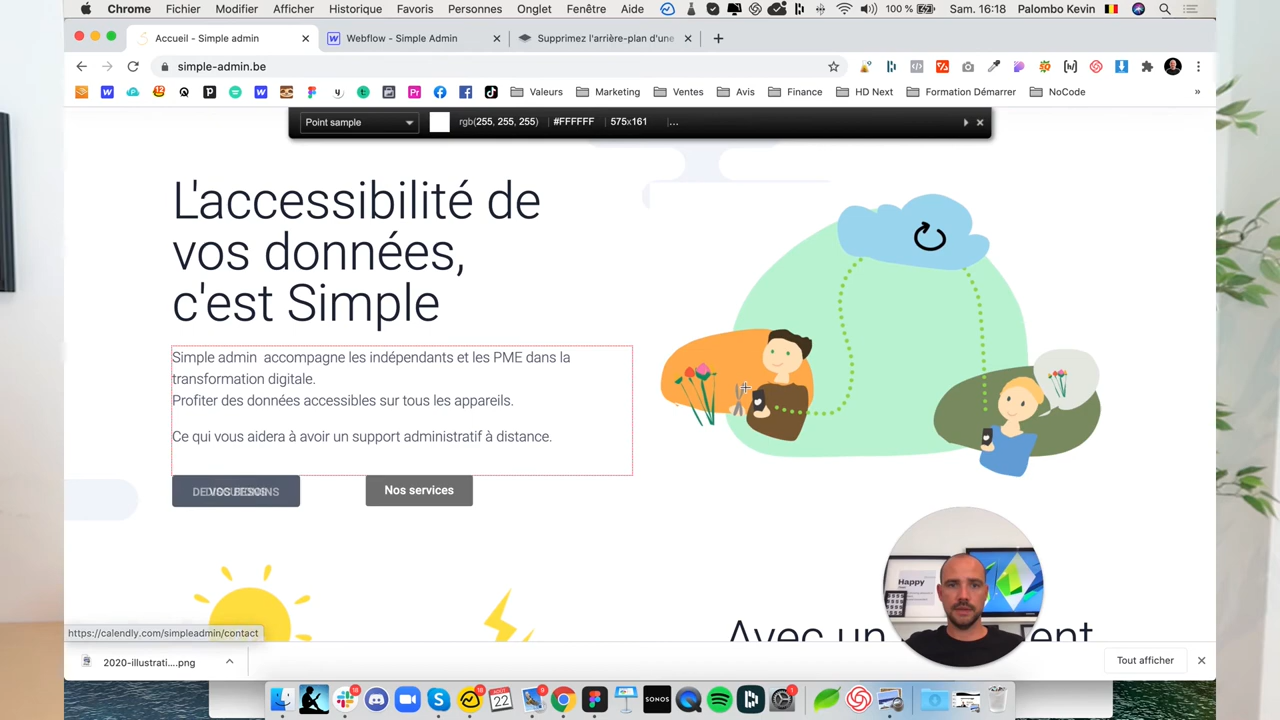 Chrome Fichier Modifier Afficher Historique Favoris Personnes Onglet Fenêtre Aide 100 % Sam. 16:18 Palombo Kevin
Accueil - Simple admin Webflow - Simple Admin Supprimez l'arrière-plan d'une
simple-admin.be
Valeurs Marketing Ventes Avis Finance HD Next Formation Démarrer NoCode »
Point sample rgb(255, 255, 255) #FFFFFF 575x161 ...
L'accessibilité de
vos données,
c'est Simple
Simple admin accompagne les indépendants et les PME dans la
transformation digitale.
Profiter des données accessibles sur tous les appareils.
Ce qui vous aidera à avoir un support administratif à distance.
Nos services
Happy
Avec un
https://calendly.com/simpleadmin/contact
2020-illustrati....png Tout afficher
SONOS